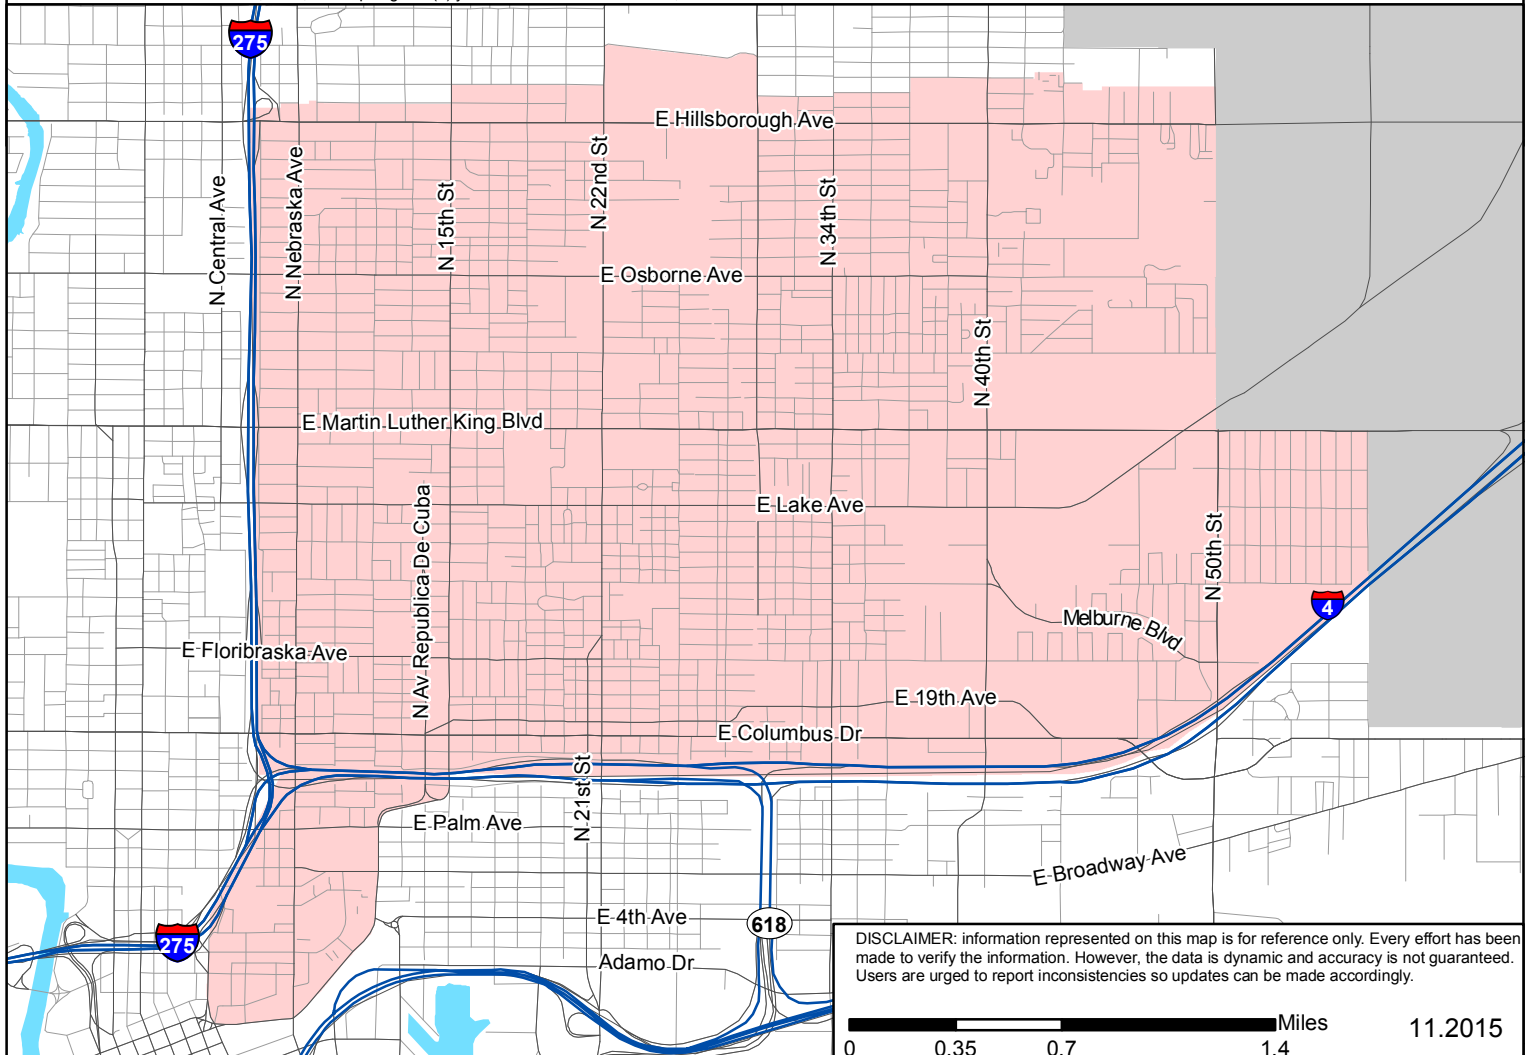 275
E Hillsborough Ave
N Central Ave
N Nebraska Ave
N 15th St
N 22nd St
N 34th St
E Osborne Ave
N 40th St
E Martin Luther King Blvd
N Av Republica De Cuba
E Lake Ave
N 50th St
4
Melburne Blvd
E Floribraska Ave
E 19th Ave
E Columbus Dr
N 21st St
E Palm Ave
E Broadway Ave
E 4th Ave
618
275
Adamo Dr
DISCLAIMER: information represented on this map is for reference only. Every effort has been
made to verify the information. However, the data is dynamic and accuracy is not guaranteed.
Users are urged to report inconsistencies so updates can be made accordingly.
Miles
0 0.35 0.7 1.4
11.2015